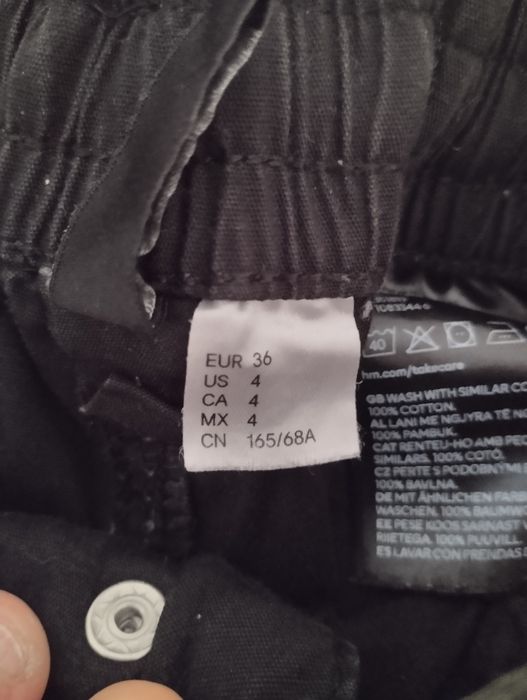 EUR 36
US 4
CA 4
MX 4
CN 165/68A
40
hm.com/takecare
GB WASH WITH SIMILAR CO
100% COTTON.
AL LANI ME NGJYRA TË N
100% PAMBUK.
CAT RENTEU-HO AMB PE
SIMILARS. 100% COTÓ.
CZ PERTE S PODOBNÝMI
100% BAVLNA.
DE MIT ÄHNLICHEN FARB
WASCHEN. 100% BAUMW
EE PESE KOOS SARNAST
RIIETEGA. 100% PUUVILL
ES LAVAR CON PRENDAS D